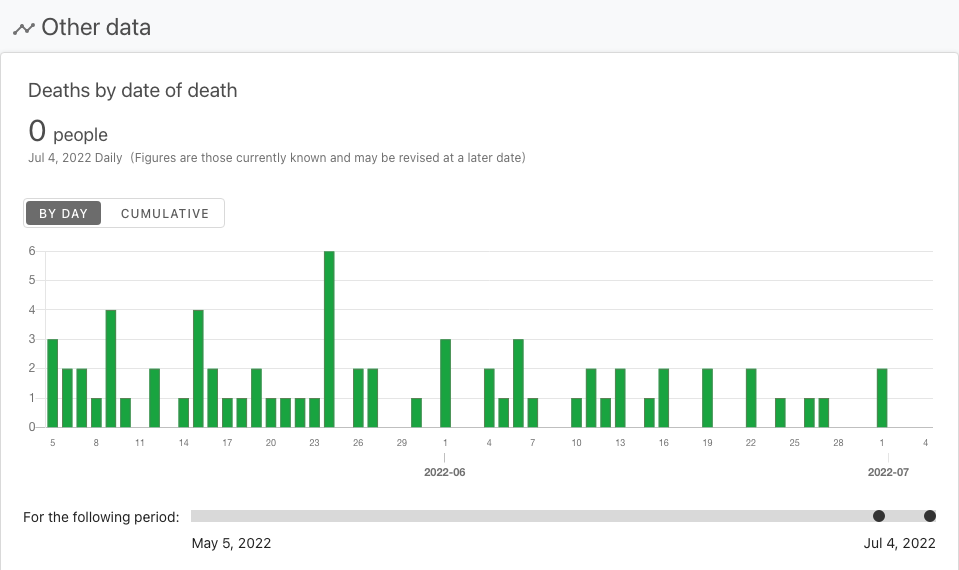 Other data
Deaths by date of death
0 people
Jul 4, 2022 Daily (Figures are those currently known and may be revised at a later date)
BY DAY CUMULATIVE
6
5
4
3
2
1
0
5 8 11 14 17 20 23 26 29 1 4 7 10 13 16 19 22 25 28 1 4
2022-06 2022-07
For the following period:
May 5, 2022 Jul 4, 2022